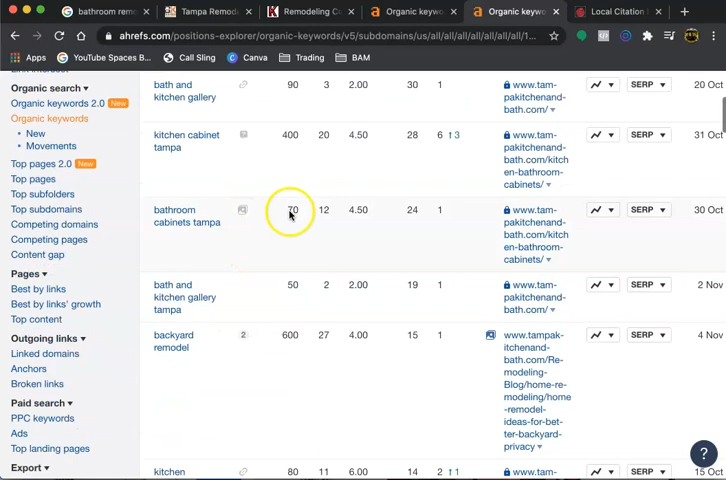 bathroom rem
Tampa Remode
Remodeling Co
Organic keywo
Organic keywo
Local Citation
ahrefs.com/positions-explorer/organic-keywords/v5/subdomains/us/all/all/all/all/all/all/all/1...
Apps
YouTube Spaces B...
Call Sling
Canva
Trading
BAM
Organic search
Organic keywords 2.0 New
Organic keywords
New
Movements
Top pages 2.0 New
Top pages
Top subfolders
Top subdomains
Competing domains
Competing pages
Content gap
Pages
Best by links
Best by links' growth
Top content
Outgoing links
Linked domains
Anchors
Broken links
Paid search
PPC keywords
Ads
Top landing pages
Export
bath and
kitchen gallery
90 3 2.00 30 1
www.tam-
pakitchenand-
bath.com/
SERP
20 Oct
kitchen cabinet
tampa
400 20 4.50 28 6 ↑3
www.tam-
pakitchenand-
bath.com/kitch
en-bathroom-
cabinets/
SERP
31 Oct
bathroom
cabinets tampa
70 12 4.50 24 1
www.tam-
pakitchenand-
bath.com/kitch
en-bathroom-
cabinets/
SERP
30 Oct
bath and
kitchen gallery
tampa
50 2 2.00 19 1
www.tam-
pakitchenand-
bath.com/
SERP
2 Nov
backyard
remodel
2 600 27 4.00 15 1
www.tampak-
itchenand-
bath.com/Re-
modeling-
Blog/home-re-
modeling/home
-remodel-
ideas-for-bet-
ter-backyard-
privacy
SERP
4 Nov
kitchen
80 11 6.00 14 2 ↑1
www.tam-
SERP
15 Oct
?